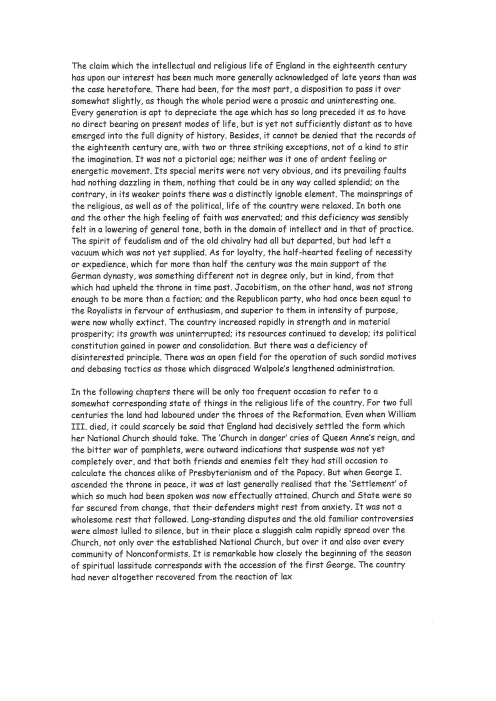 The claim which the intellectual and religious life of England in the eighteenth century
has upon our interest has been much more generally acknowledged of late years than was
the case heretofore. There had been, for the most part, a disposition to pass it over
somewhat slightly, as though the whole period were a prosaic and uninteresting one.
Every generation is apt to depreciate the age which has so long preceded it as to have
no direct bearing on present modes of life, but is yet not sufficiently distant as to have
emerged into the full dignity of history. Besides, it cannot be denied that the records of
the eighteenth century are, with two or three striking exceptions, not of a kind to stir
the imagination. It was not a pictorial age; neither was it one of ardent feeling or
energetic movement. Its special merits were not very obvious, and its prevailing faults
had nothing dazzling in them, nothing that could be in any way called splendid; on the
contrary, in its weaker points there was a distinctly ignoble element. The mainsprings of
the religious, as well as of the political, life of the country were relaxed. In both one
and the other the high feeling of faith was enervated; and this deficiency was sensibly
felt in a lowering of general tone, both in the domain of intellect and in that of practice.
The spirit of feudalism and of the old chivalry had all but departed, but had left a
vacuum which was not yet supplied. As for loyalty, the half-hearted feeling of necessity
or expedience, which for more than half the century was the main support of the
German dynasty, was something different not in degree only, but in kind, from that
which had upheld the throne in time past. Jacobitism, on the other hand, was not strong
enough to be more than a faction; and the Republican party, who had once been equal to
the Royalists in fervour of enthusiasm, and superior to them in intensity of purpose,
were now wholly extinct. The country increased rapidly in strength and in material
prosperity; its growth was uninterrupted; its resources continued to develop; its political
constitution gained in power and consolidation. But there was a deficiency of
disinterested principle. There was an open field for the operation of such sordid motives
and debasing tactics as those which disgraced Walpole's lengthened administration.

In the following chapters there will be only too frequent occasion to refer to a
somewhat corresponding state of things in the religious life of the country. For two full
centuries the land had laboured under the throes of the Reformation. Even when William
III. died, it could scarcely be said that England had decisively settled the form which
her National Church should take. The 'Church in danger' cries of Queen Anne's reign, and
the bitter war of pamphlets, were outward indications that suspense was not yet
completely over, and that both friends and enemies felt they had still occasion to
calculate the chances alike of Presbyterianism and of the Papacy. But when George I.
ascended the throne in peace, it was at last generally realised that the 'Settlement' of
which so much had been spoken was now effectually attained. Church and State were so
far secured from change, that their defenders might rest from anxiety. It was not a
wholesome rest that followed. Long-standing disputes and the old familiar controversies
were almost lulled to silence, but in their place a sluggish calm rapidly spread over the
Church, not only over the established National Church, but over it and also over every
community of Nonconformists. It is remarkable how closely the beginning of the season
of spiritual lassitude corresponds with the accession of the first George. The country
had never altogether recovered from the reaction of lax